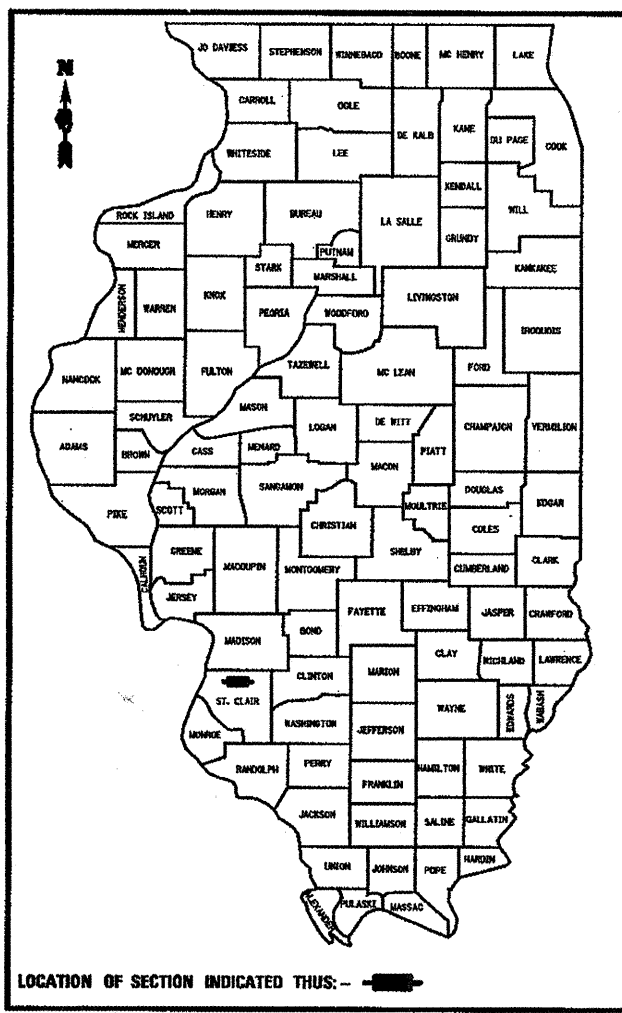 JO DAVIESS STEPHENSON WINNEBAGO BOONE MC HENRY LAKE
N
CARROLL OGLE DE KALB KANE DU PAGE COOK
WHITESIDE LEE KENDALL WILL
ROCK ISLAND HENRY BUREAU LA SALLE GRUNDY
MERCER STARK PUTNAM KANKAKEE
HENDERSON WARREN KNOX MARSHALL LIVINGSTON
PEORIA WOODFORD IROQUOIS
HANCOCK MC DONOUGH FULTON TAZEWELL MC LEAN FORD
SCHUYLER MASON LOGAN DE WITT CHAMPAIGN VERMILION
ADAMS BROWN CASS MENARD MACON PIATT
PIKE SCOTT MORGAN SANGAMON MOULTRIE DOUGLAS EDGAR
CHRISTIAN COLES
CALHOUN GREENE MACOUPIN MONTGOMERY SHELBY CUMBERLAND CLARK
JERSEY FAYETTE EFFINGHAM JASPER CRAWFORD
MADISON BOND CLAY RICHLAND LAWRENCE
ST. CLAIR CLINTON MARION
MONROE WASHINGTON JEFFERSON WAYNE EDWARDS WABASH
RANDOLPH PERRY FRANKLIN HAMILTON WHITE
JACKSON WILLIAMSON SALINE GALLATIN
UNION JOHNSON POPE HARDIN
ALEXANDER PULASKI MASSAC
LOCATION OF SECTION INDICATED THUS:-